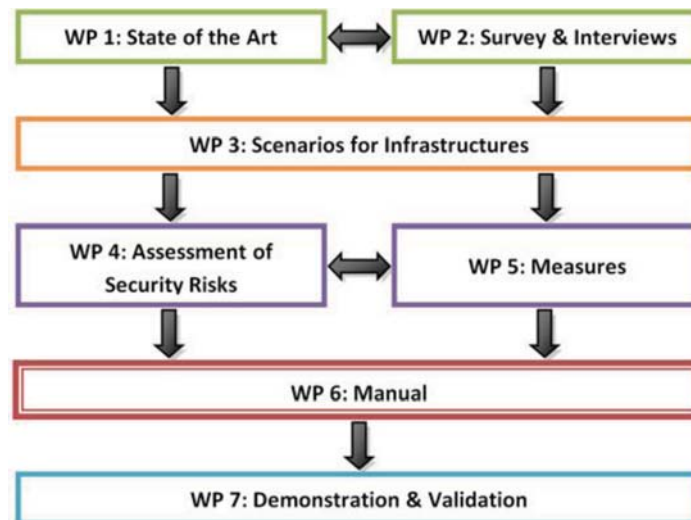 WP 1: State of the Art
WP 2: Survey & Interviews
WP 3: Scenarios for Infrastructures
WP 4: Assessment of
Security Risks
WP 5: Measures
WP 6: Manual
WP 7: Demonstration & Validation